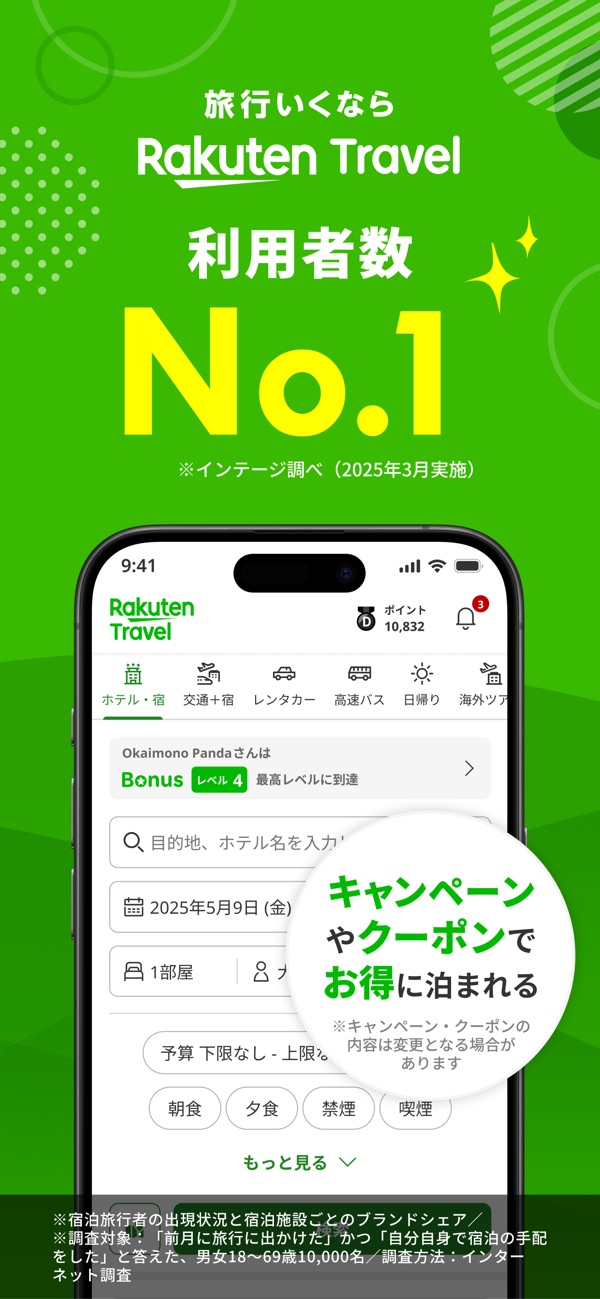 旅行いくなら
Rakuten Travel
利用者数
No.1
※インテージ調べ（2025年3月実施）
9:41
Rakuten
Travel
D
ポイント
10,832
3
ホテル・宿 交通＋宿 レンタカー 高速バス 日帰り 海外ツア
Okaimono Pandaさんは
Bonus レベル 4 最高レベルに到達
目的地、ホテル名を入力
2025年5月9日 (金)
1部屋
キャンペーン
やクーポンで
お得に泊まれる
※キャンペーン・クーポンの
内容は変更となる場合が
あります
予算 下限なし - 上限な
朝食 夕食 禁煙 喫煙
もっと見る
検索
※宿泊旅行者の出現状況と宿泊施設ごとのブランドシェア／
※調査対象：「前月に旅行に出かけた」かつ「自分自身で宿泊の手配
をした」と答えた、男女18〜69歳10,000名／調査方法：インター
ネット調査